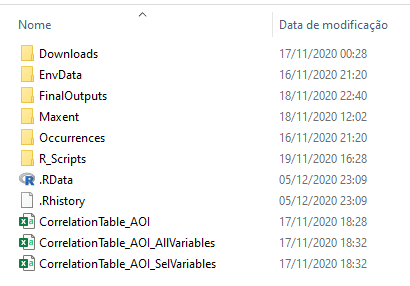 Nome Data de modificação
Downloads 17/11/2020 00:28
EnvData 16/11/2020 21:20
FinalOutputs 18/11/2020 22:40
Maxent 18/11/2020 12:02
Occurrences 16/11/2020 21:20
R_Scripts 19/11/2020 16:28
.RData 05/12/2020 23:09
.Rhistory 05/12/2020 23:09
CorrelationTable_AOI 17/11/2020 18:28
CorrelationTable_AOI_AllVariables 17/11/2020 18:32
CorrelationTable_AOI_SelVariables 17/11/2020 18:32